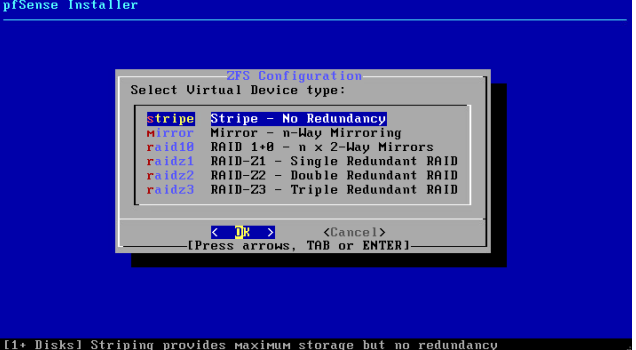 pfSense Installer
ZFS Configuration
Select Virtual Device type:
stripe Stripe - No Redundancy
mirror Mirror - n-Way Mirroring
raid10 RAID 1+0 - n x 2-Way Mirrors
raidz1 RAID-Z1 - Single Redundant RAID
raidz2 RAID-Z2 - Double Redundant RAID
raidz3 RAID-Z3 - Triple Redundant RAID
< OK > <Cancel>
[Press arrows, TAB or ENTER]
[1+ Disks] Striping provides maximum storage but no redundancy